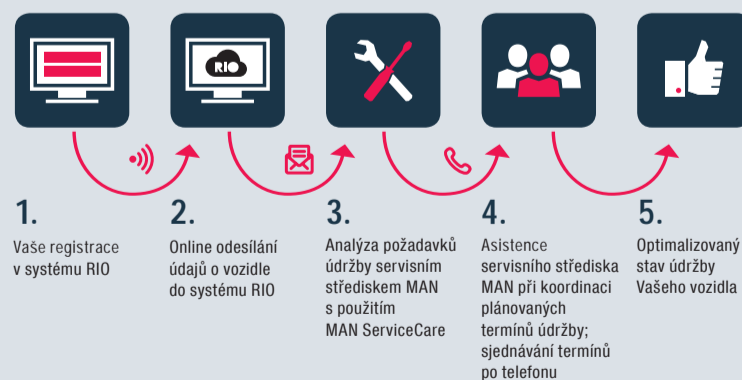 RIO
1.
Vaše registrace
v systému RIO
2.
Online odesílání
údajů o vozidle
do systému RIO
3.
Analýza požadavků
údržby servisním
střediskem MAN
s použitím
MAN ServiceCare
4.
Asistence
servisního střediska
MAN při koordinaci
plánovaných
termínů údržby;
sjednávání termínů
po telefonu
5.
Optimalizovaný
stav údržby
Vašeho vozidla